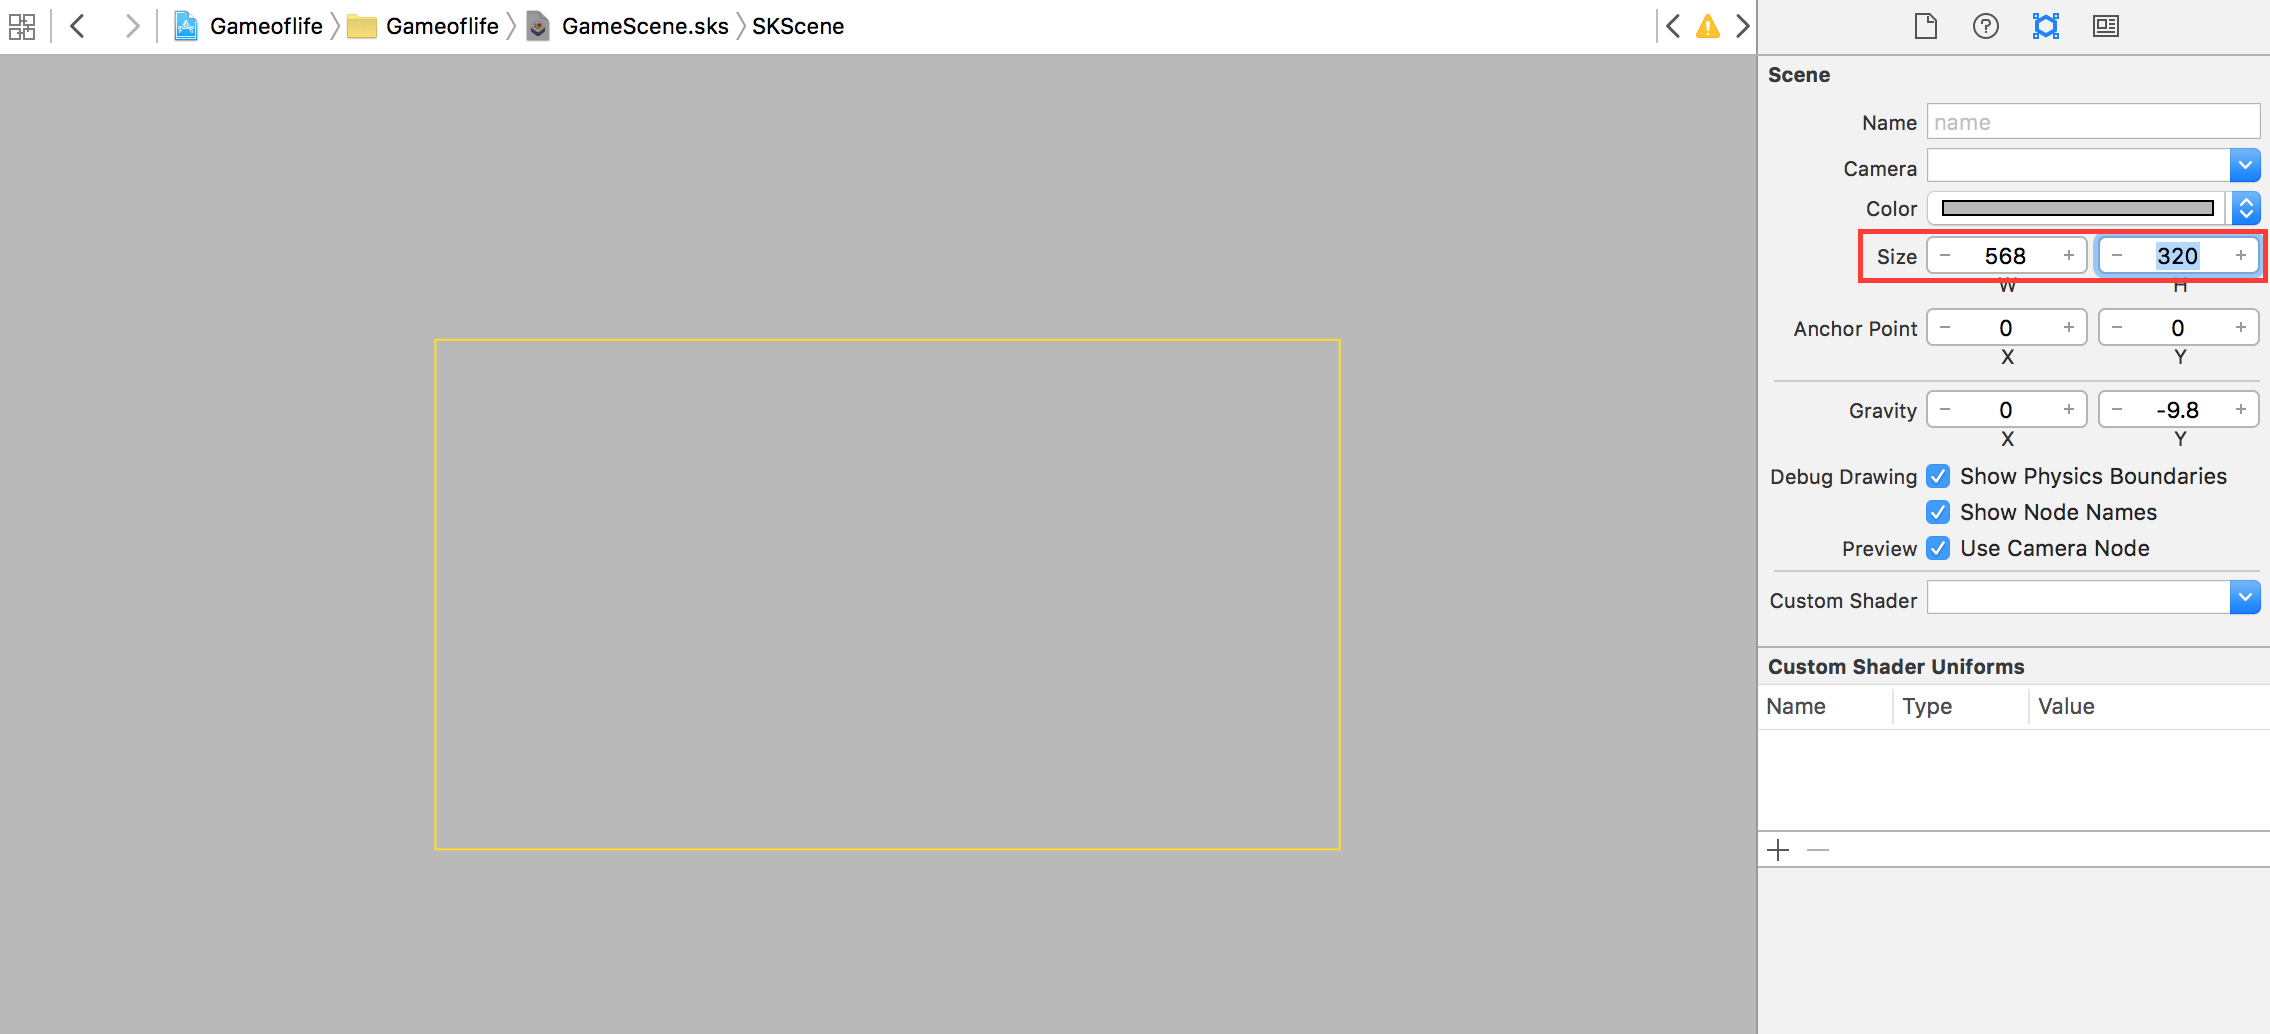 Gameoflife Gameoflife GameScene.sks SKScene
Scene
Name name
Camera
Color
Size 568 320
W H
Anchor Point 0 0
X Y
Gravity 0 -9.8
X Y
Debug Drawing Show Physics Boundaries
Show Node Names
Preview Use Camera Node
Custom Shader
Custom Shader Uniforms
Name Type Value